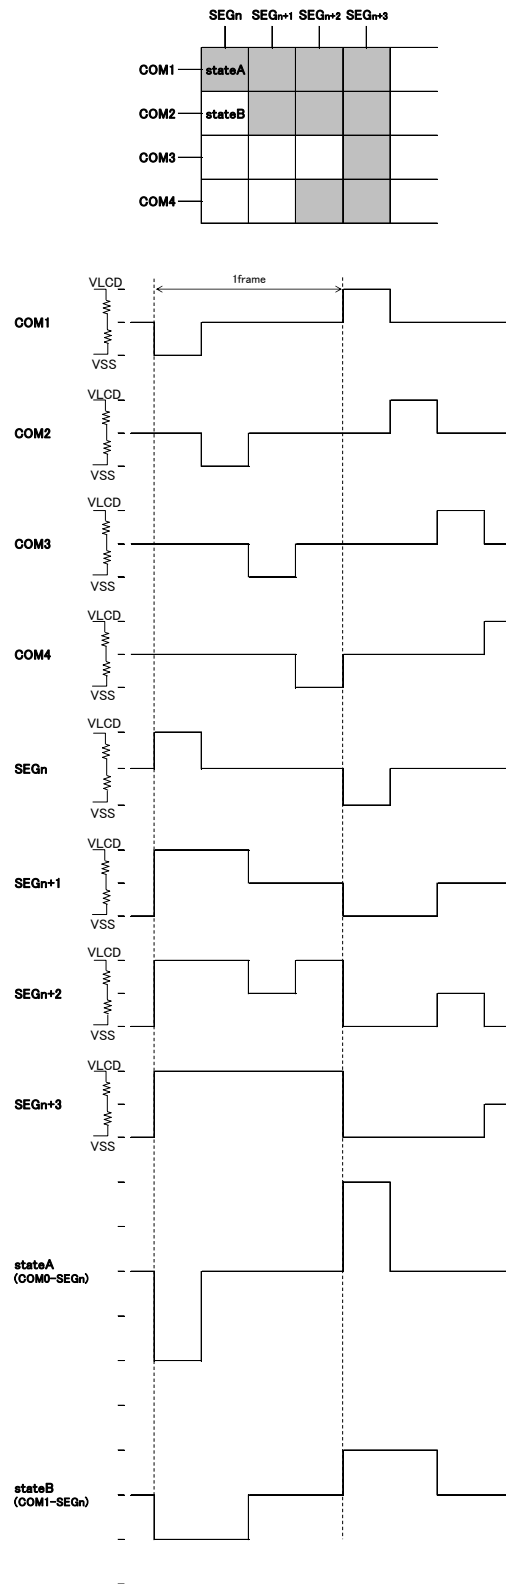 SEGn SEGn+1 SEGn+2 SEGn+3
COM1 stateA
COM2 stateB
COM3
COM4
1frame
VLCD
COM1
VSS
VLCD
COM2
VSS
VLCD
COM3
VSS
VLCD
COM4
VSS
VLCD
SEGn
VSS
VLCD
SEGn+1
VSS
VLCD
SEGn+2
VSS
VLCD
SEGn+3
VSS
stateA
(COM0-SEGn)
stateB
(COM1-SEGn)